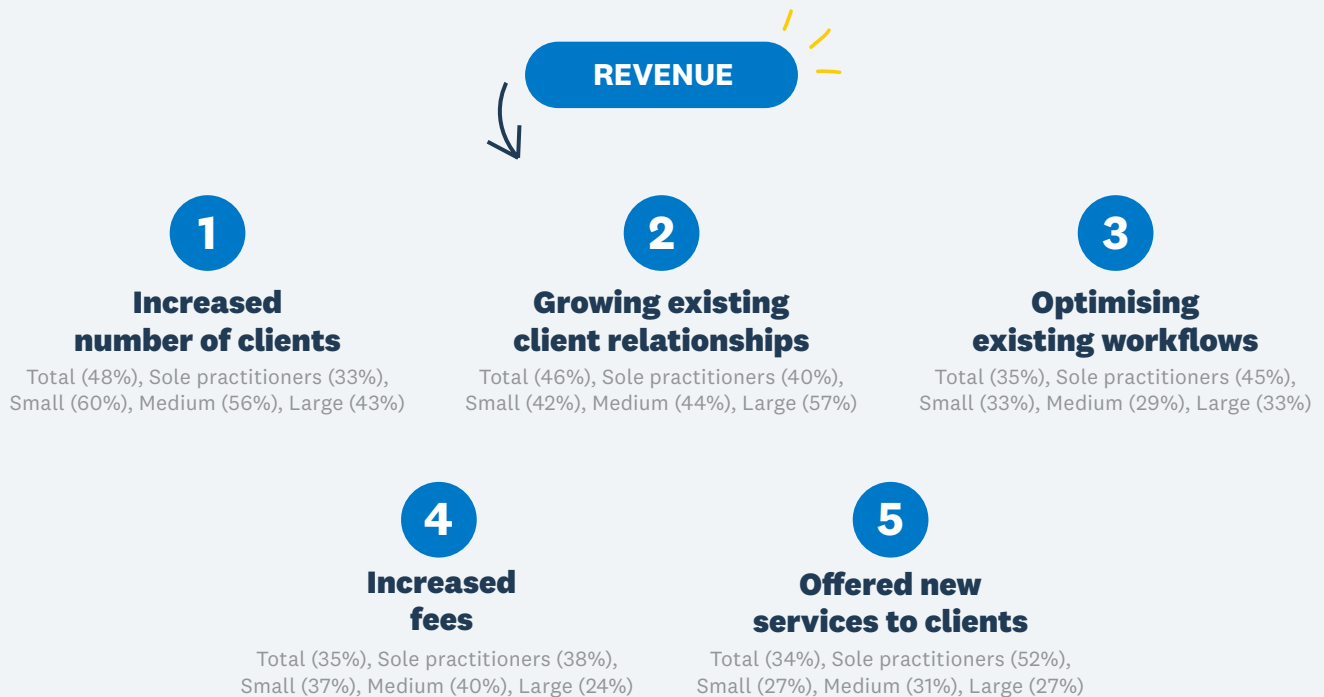 REVENUE
1
Increased
number of clients
Total (48%), Sole practitioners (33%),
Small (60%), Medium (56%), Large (43%)
2
Growing existing
client relationships
Total (46%), Sole practitioners (40%),
Small (42%), Medium (44%), Large (57%)
3
Optimising
existing workflows
Total (35%), Sole practitioners (45%),
Small (33%), Medium (29%), Large (33%)
4
Increased
fees
Total (35%), Sole practitioners (38%),
Small (37%), Medium (40%), Large (24%)
5
Offered new
services to clients
Total (34%), Sole practitioners (52%),
Small (27%), Medium (31%), Large (27%)